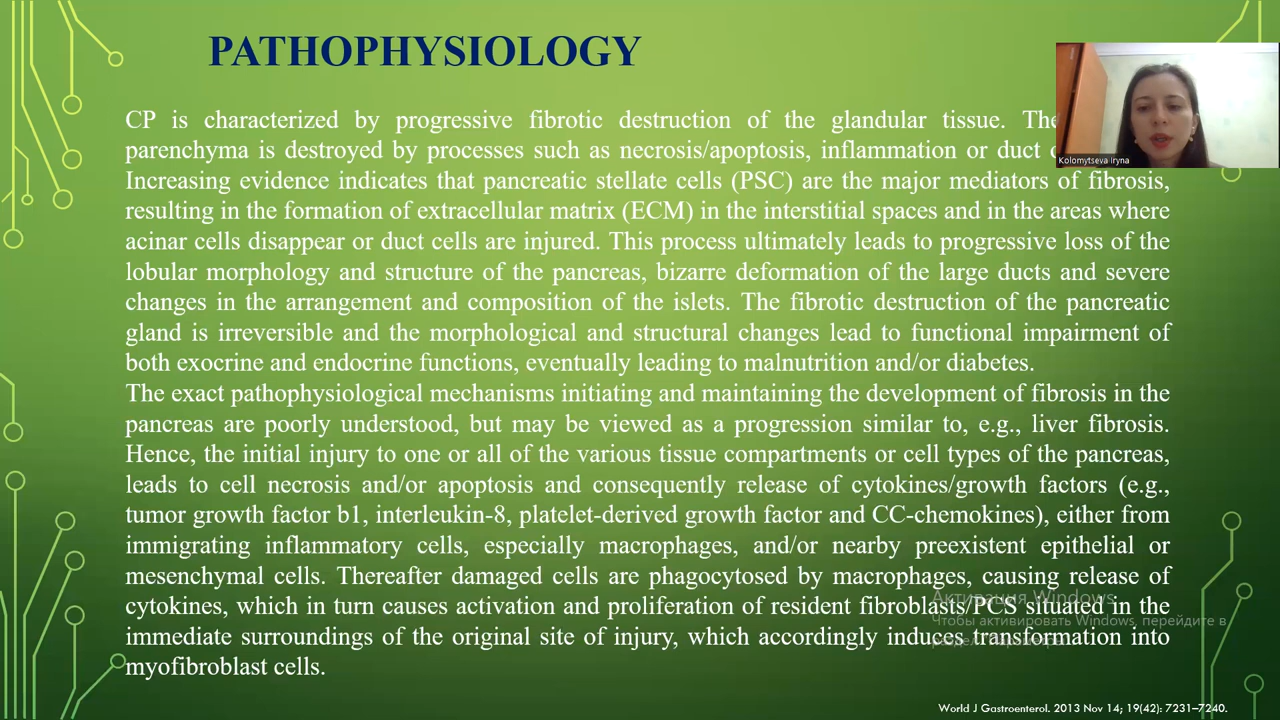 PATHOPHYSIOLOGY
CP is characterized by progressive fibrotic destruction of the glandular tissue. The
parenchyma is destroyed by processes such as necrosis/apoptosis, inflammation or duct
Kolomytseva Iryna
Increasing evidence indicates that pancreatic stellate cells (PSC) are the major mediators of fibrosis,
resulting in the formation of extracellular matrix (ECM) in the interstitial spaces and in the areas where
acinar cells disappear or duct cells are injured. This process ultimately leads to progressive loss of the
lobular morphology and structure of the pancreas, bizarre deformation of the large ducts and severe
changes in the arrangement and composition of the islets. The fibrotic destruction of the pancreatic
gland is irreversible and the morphological and structural changes lead to functional impairment of
both exocrine and endocrine functions, eventually leading to malnutrition and/or diabetes.
The exact pathophysiological mechanisms initiating and maintaining the development of fibrosis in the
pancreas are poorly understood, but may be viewed as a progression similar to, e.g., liver fibrosis.
Hence, the initial injury to one or all of the various tissue compartments or cell types of the pancreas,
leads to cell necrosis and/or apoptosis and consequently release of cytokines/growth factors (e.g.,
tumor growth factor b1, interleukin-8, platelet-derived growth factor and CC-chemokines), either from
immigrating inflammatory cells, especially macrophages, and/or nearby preexistent epithelial or
mesenchymal cells. Thereafter damaged cells are phagocytosed by macrophages, causing release of
cytokines, which in turn causes activation and proliferation of resident fibroblasts/PCS situated in the
immediate surroundings of the original site of injury, which accordingly induces transformation into
myofibroblast cells.
Активация Windows
Чтобы активировать Windows, перейдите в
раздел
World J Gastroenterol. 2013 Nov 14; 19(42): 7231–7240.